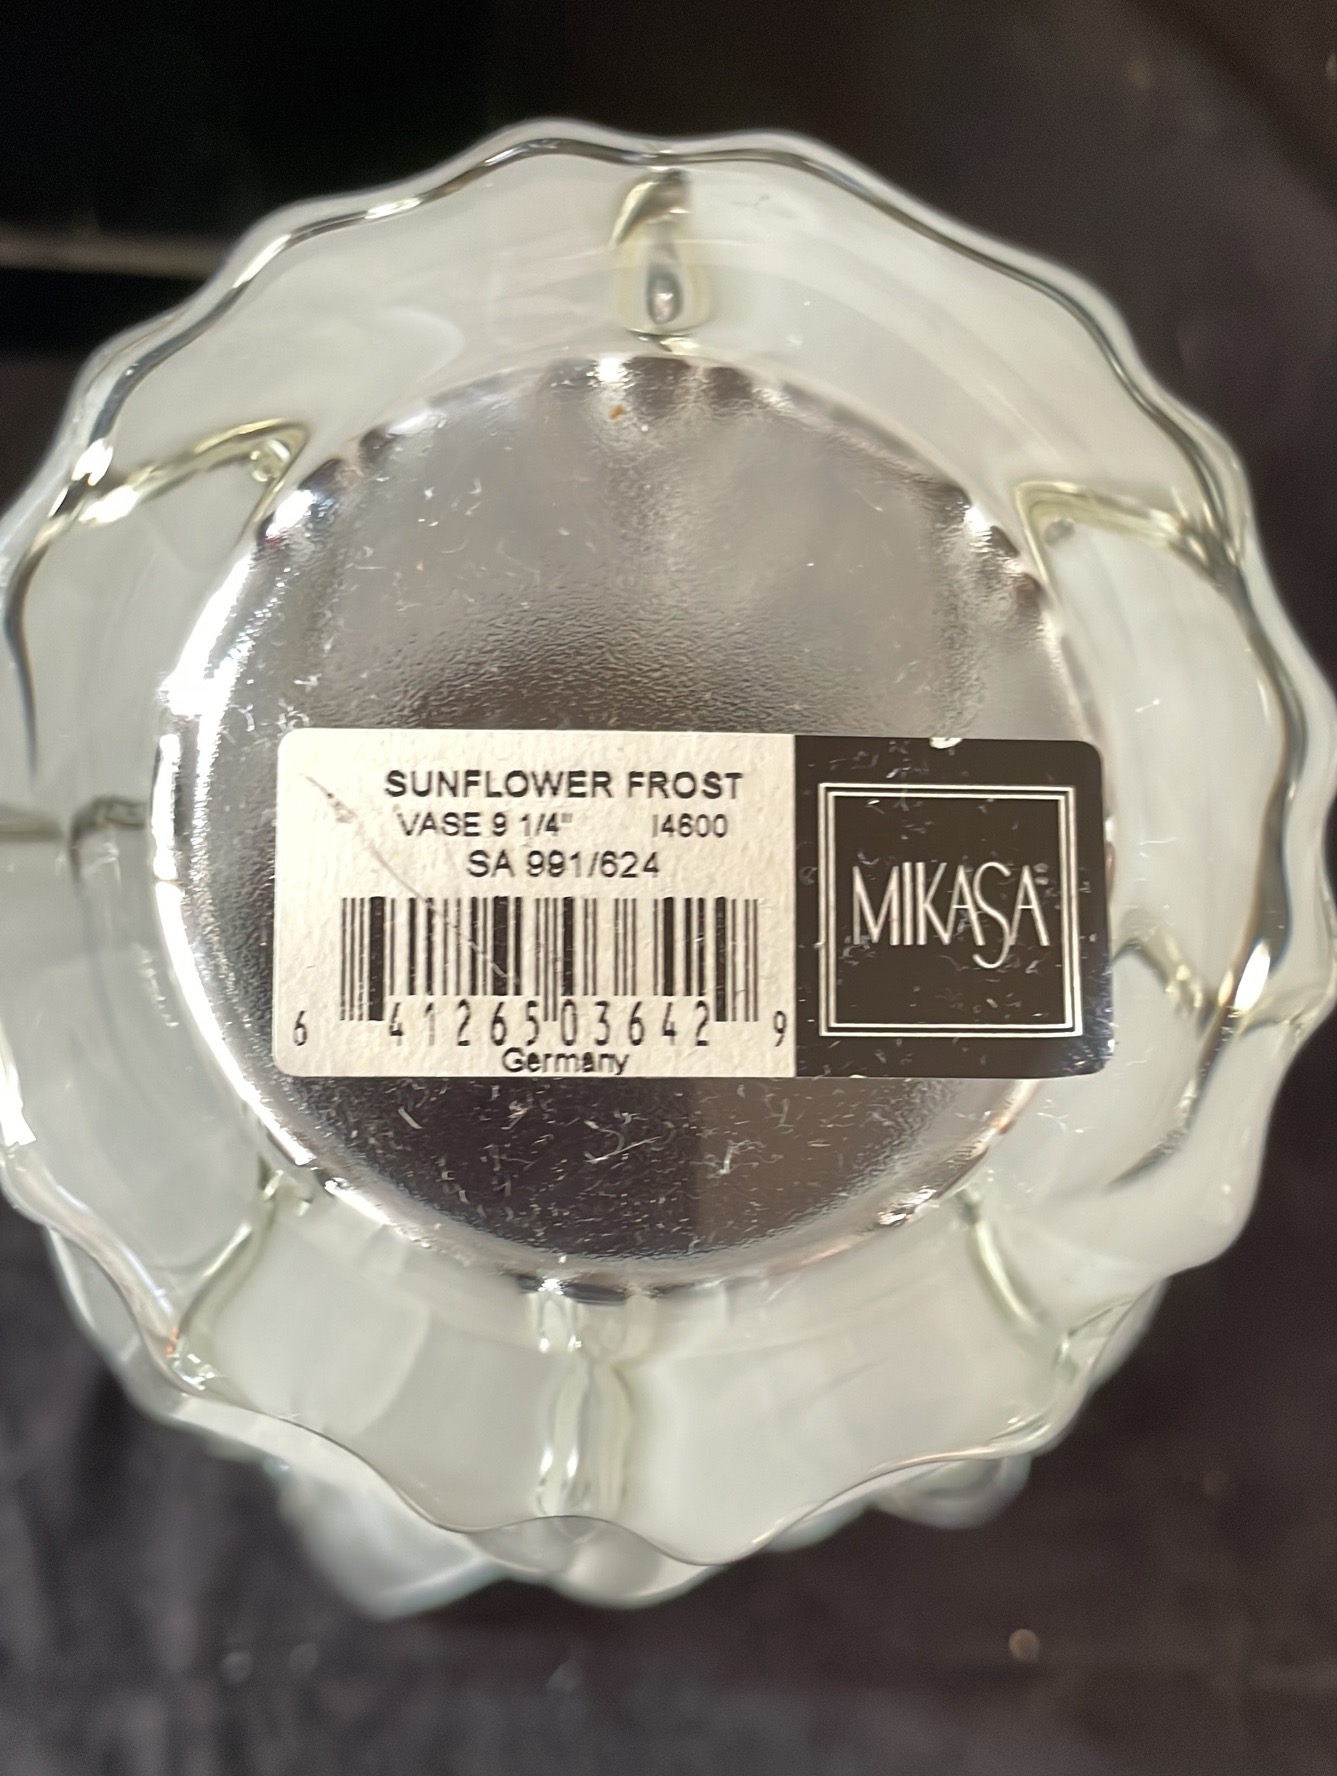 SUNFLOWER FROST
VASE 9 1/4" I4600
SA 991/624
6 41265 03642 9
Germany
MIKASA